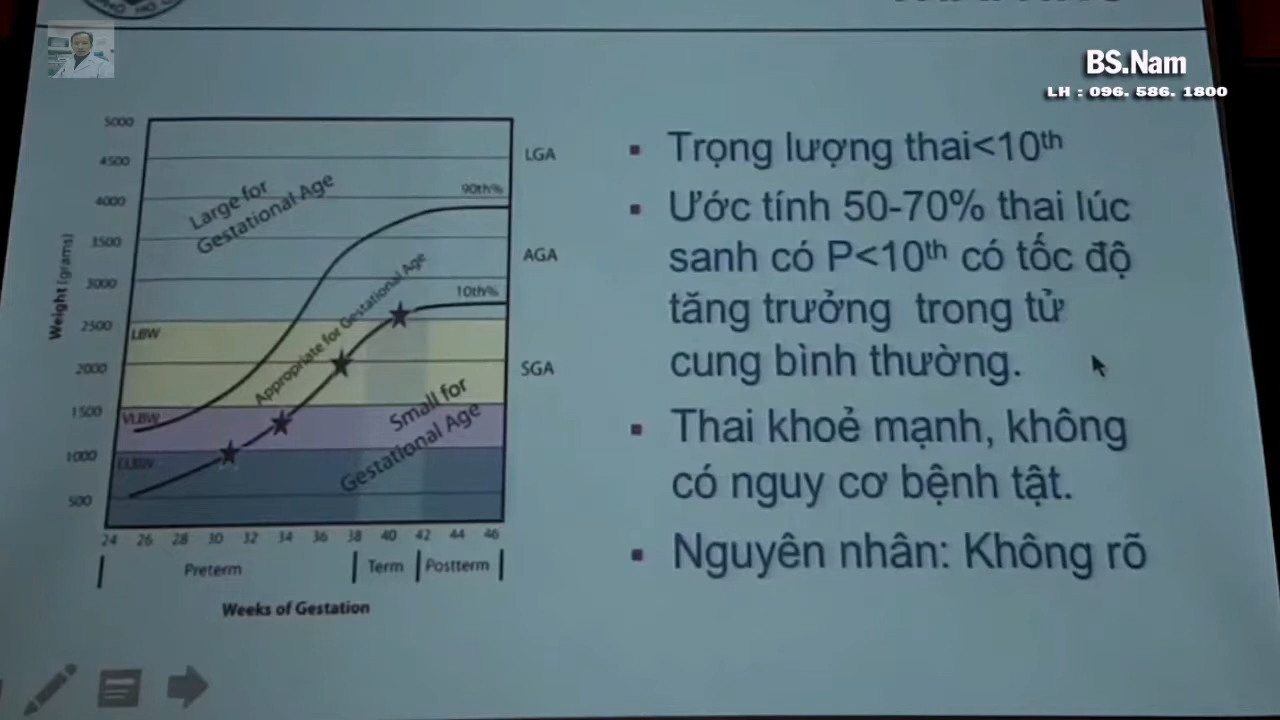 BS.Nam
LH : 096. 586. 1800
5000
4500
4000
3500
3000
2500
2000
1500
1000
500
Weight (grams)
Large for
Gestational Age
90th%
Appropriate for Gestational Age
10th%
LBW
VLBW
ELBW
Small for
Gestational Age
LGA
AGA
SGA
24 26 28 30 32 34 36 38 40 42 44 46
Preterm Term Postterm
Weeks of Gestation
▪ Trọng lượng thai<10th
▪ Ước tính 50-70% thai lúc
sanh có P<10th có tốc độ
tăng trưởng trong tử
cung bình thường.
▪ Thai khoẻ mạnh, không
có nguy cơ bệnh tật.
▪ Nguyên nhân: Không rõ